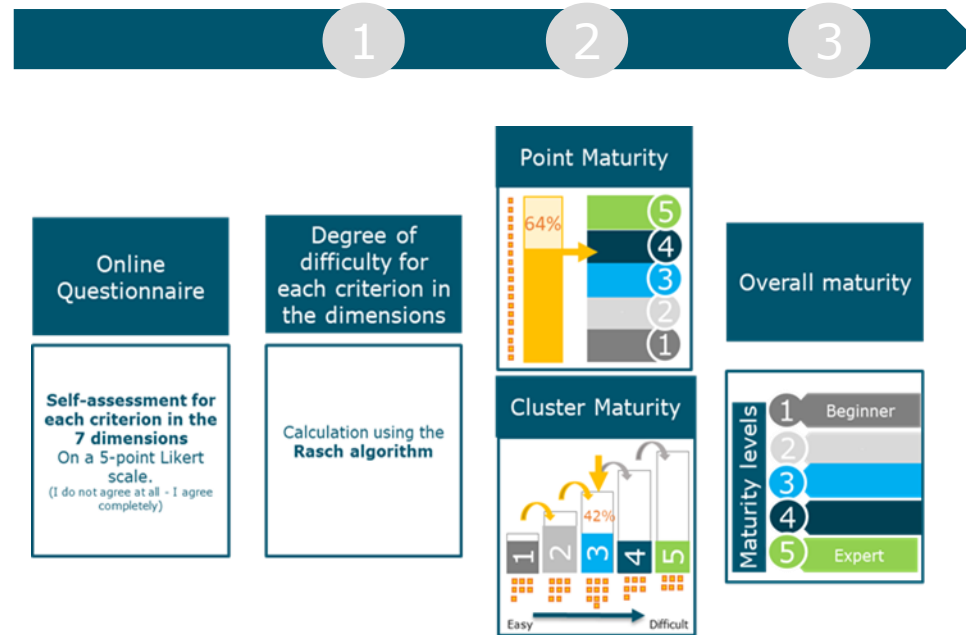 1
2
3
Online
Questionnaire
Self-assessment for
each criterion in the
7 dimensions
On a 5-point Likert
scale.
(I do not agree at all - I agree
completely)
Degree of
difficulty for
each criterion in
the dimensions
Calculation using the
Rasch algorithm
Point Maturity
64%
5
4
3
2
1
Cluster Maturity
42%
1
2
3
4
5
Easy
Difficult
Overall maturity
Maturity levels
1 Beginner
2
3
4
5 Expert